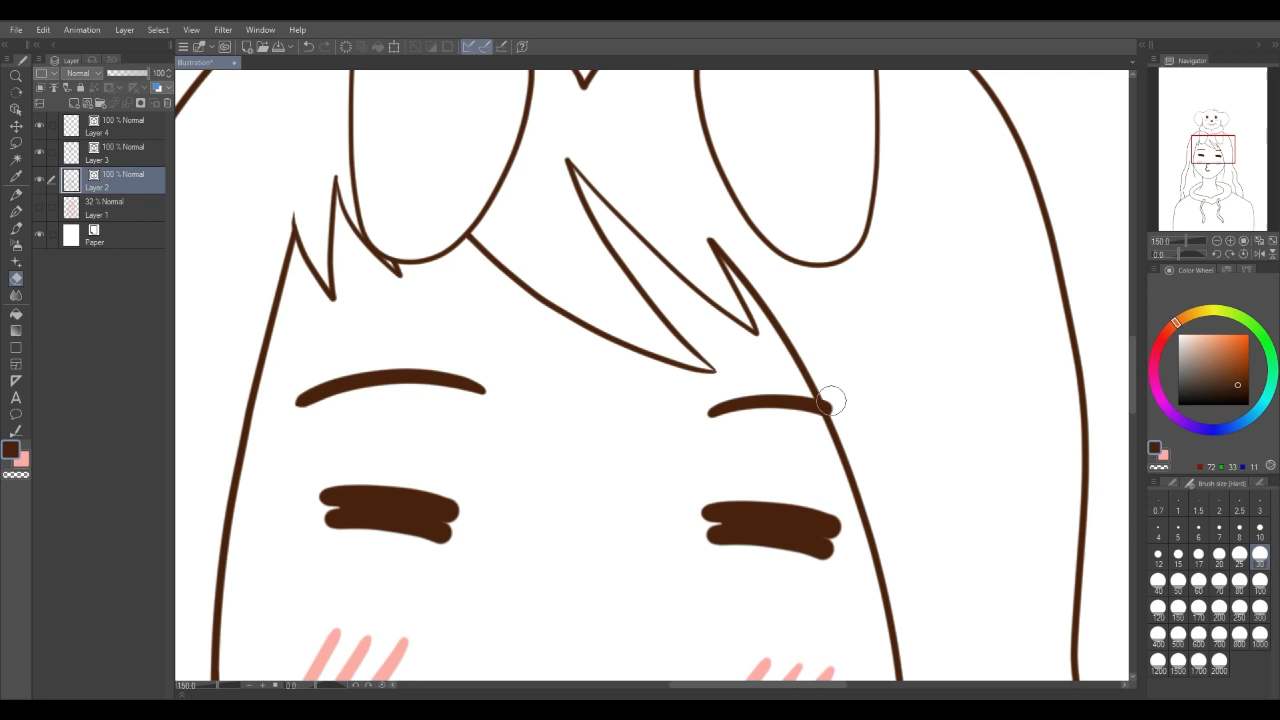 File Edit Animation Layer Select View Filter Window Help
Illustration*
Layer
Normal 100
100 % Normal
Layer 4
100 % Normal
Layer 3
100 % Normal
Layer 2
32 % Normal
Layer 1
Paper
150.0 0.0
Navigator
150.0
0.0
Color Wheel
72 33 11
Brush size [Hard]
0.7 1 1.5 2 2.5 3
4 5 6 7 8 10
12 15 17 20 25 30
40 50 60 70 80 100
120 150 170 200 250 300
400 500 600 700 800 1000
1200 1500 1700 2000